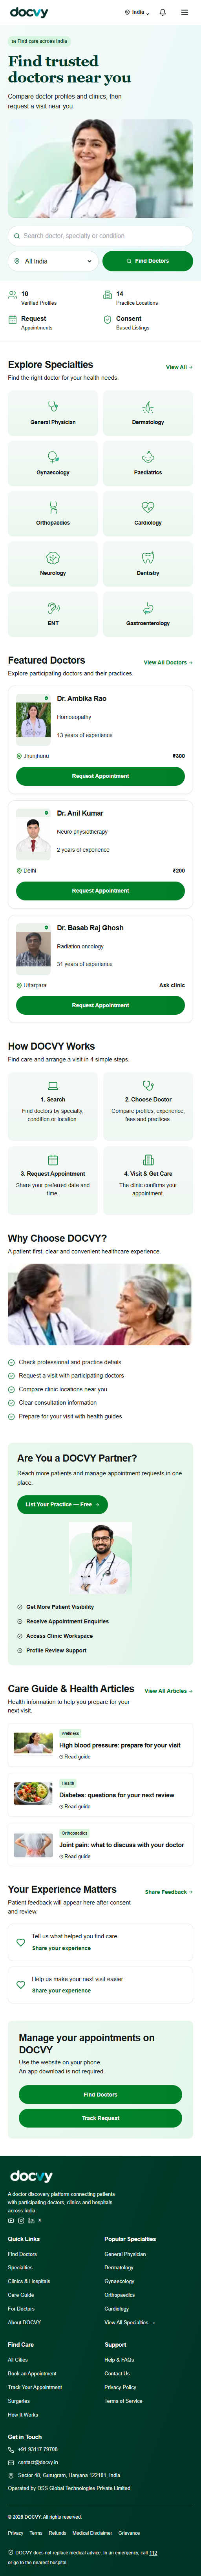 docvy
India
Find care across India
Find trusted
doctors near you
Compare doctor profiles and clinics, then
request a visit near you.
Search doctor, specialty or condition
All India
Find Doctors
10
Verified Profiles
14
Practice Locations
Request
Appointments
Consent
Based Listings
Explore Specialties
View All →
Find the right doctor for your health needs.
General Physician
Dermatology
Gynaecology
Paediatrics
Orthopaedics
Cardiology
Neurology
Dentistry
ENT
Gastroenterology
Featured Doctors
View All Doctors →
Explore participating doctors and their practices.
Dr. Ambika Rao
Homoeopathy
13 years of experience
Jhunjhunu
₹300
Request Appointment
Dr. Anil Kumar
Neuro physiotherapy
2 years of experience
Delhi
₹200
Request Appointment
Dr. Basab Raj Ghosh
Radiation oncology
31 years of experience
Uttarpara
Ask clinic
Request Appointment
How DOCVY Works
Find care and arrange a visit in 4 simple steps.
1. Search
Find doctors by specialty,
condition or location.
2. Choose Doctor
Compare profiles, experience,
fees and practices.
3. Request Appointment
Share your preferred date and
time.
4. Visit & Get Care
The clinic confirms your
appointment.
Why Choose DOCVY?
A patient-first, clear and convenient healthcare experience.
Check professional and practice details
Request a visit with participating doctors
Compare clinic locations near you
Clear consultation information
Prepare for your visit with health guides
Are You a DOCVY Partner?
Reach more patients and manage appointment requests in one
place.
List Your Practice — Free →
Get More Patient Visibility
Receive Appointment Enquiries
Access Clinic Workspace
Profile Review Support
Care Guide & Health Articles
View All Articles →
Health information to help you prepare for your
next visit.
Wellness
High blood pressure: prepare for your visit
Read guide
Health
Diabetes: questions for your next review
Read guide
Orthopaedics
Joint pain: what to discuss with your doctor
Read guide
Your Experience Matters
Share Feedback →
Patient feedback will appear here after consent
and review.
Tell us what helped you find care.
Share your experience
Help us make your next visit easier.
Share your experience
Manage your appointments on
DOCVY
Use the website on your phone.
An app download is not required.
Find Doctors
Track Request
docvy
A doctor discovery platform connecting patients
with participating doctors, clinics and hospitals
across India.
Quick Links
Find Doctors
Specialties
Clinics & Hospitals
Care Guide
For Doctors
About DOCVY
Popular Specialties
General Physician
Dermatology
Gynaecology
Orthopaedics
Cardiology
View All Specialties →
Find Care
All Cities
Book an Appointment
Track Your Appointment
Surgeries
How It Works
Support
Help & FAQs
Contact Us
Privacy Policy
Terms of Service
Get in Touch
+91 93117 79708
contact@docvy.in
Sector 48, Gurugram, Haryana 122101, India
Operated by DSS Global Technologies Private Limited.
© 2026 DOCVY. All rights reserved.
Privacy Terms Refunds Medical Disclaimer Grievance
DOCVY does not replace medical advice. In an emergency, call 112
or go to the nearest hospital.